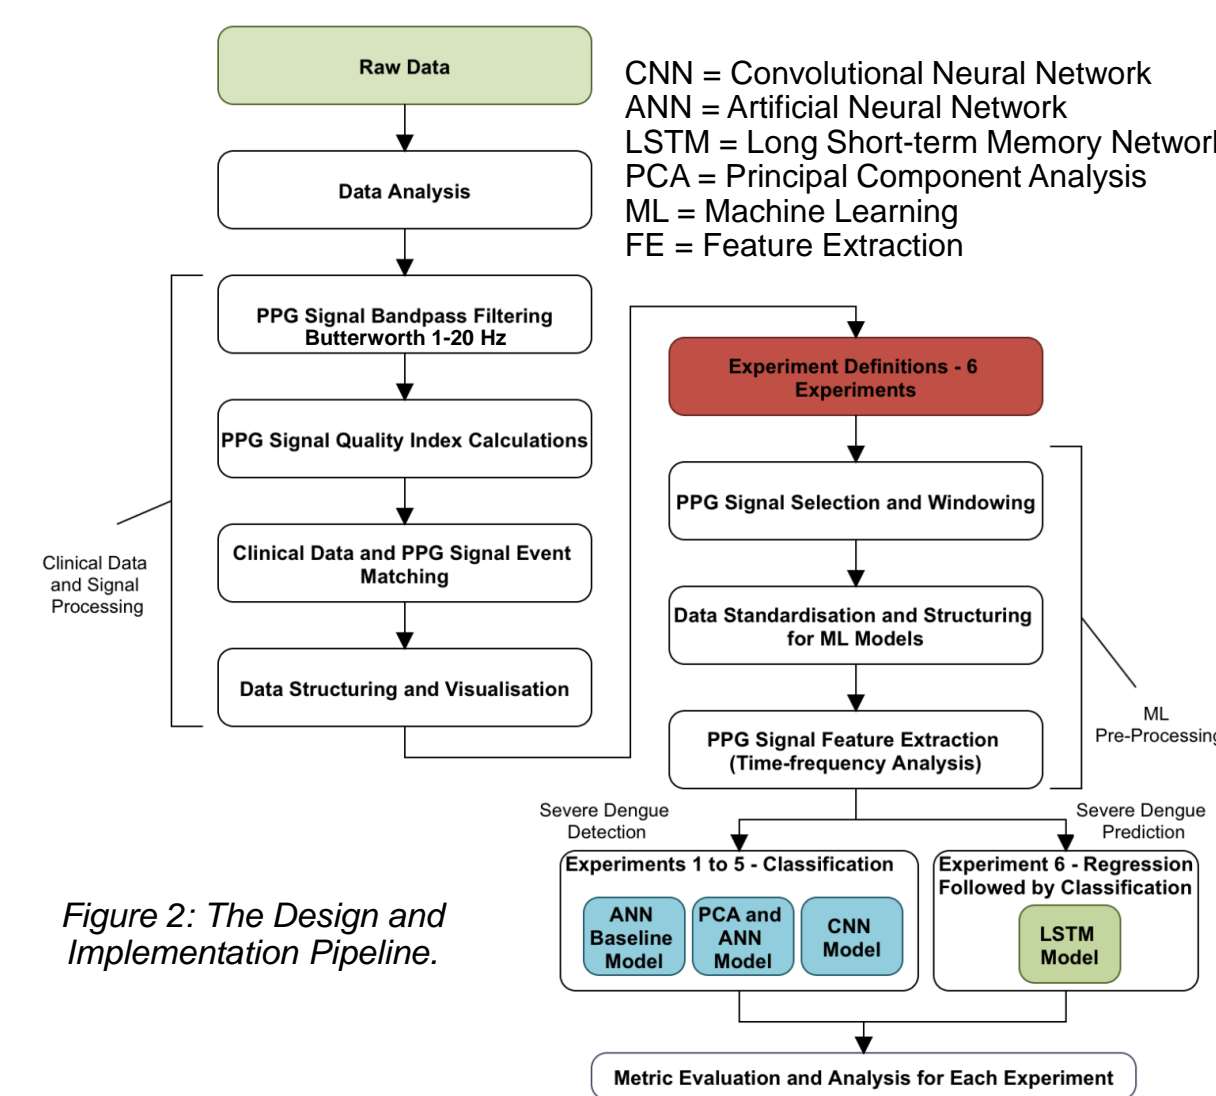 Raw Data
Data Analysis
PPG Signal Bandpass Filtering
Butterworth 1-20 Hz
PPG Signal Quality Index Calculations
Clinical Data and PPG Signal Event
Matching
Data Structuring and Visualisation
Clinical Data
and Signal
Processing
CNN = Convolutional Neural Network
ANN = Artificial Neural Network
LSTM = Long Short-term Memory Network
PCA = Principal Component Analysis
ML = Machine Learning
FE = Feature Extraction
Experiment Definitions - 6
Experiments
PPG Signal Selection and Windowing
Data Standardisation and Structuring
for ML Models
PPG Signal Feature Extraction
(Time-frequency Analysis)
ML
Pre-Processing
Severe Dengue
Detection
Severe Dengue
Prediction
Experiments 1 to 5 - Classification
ANN
Baseline
Model
PCA and
ANN
Model
CNN
Model
Experiment 6 - Regression
Followed by Classification
LSTM
Model
Metric Evaluation and Analysis for Each Experiment
Figure 2: The Design and
Implementation Pipeline.